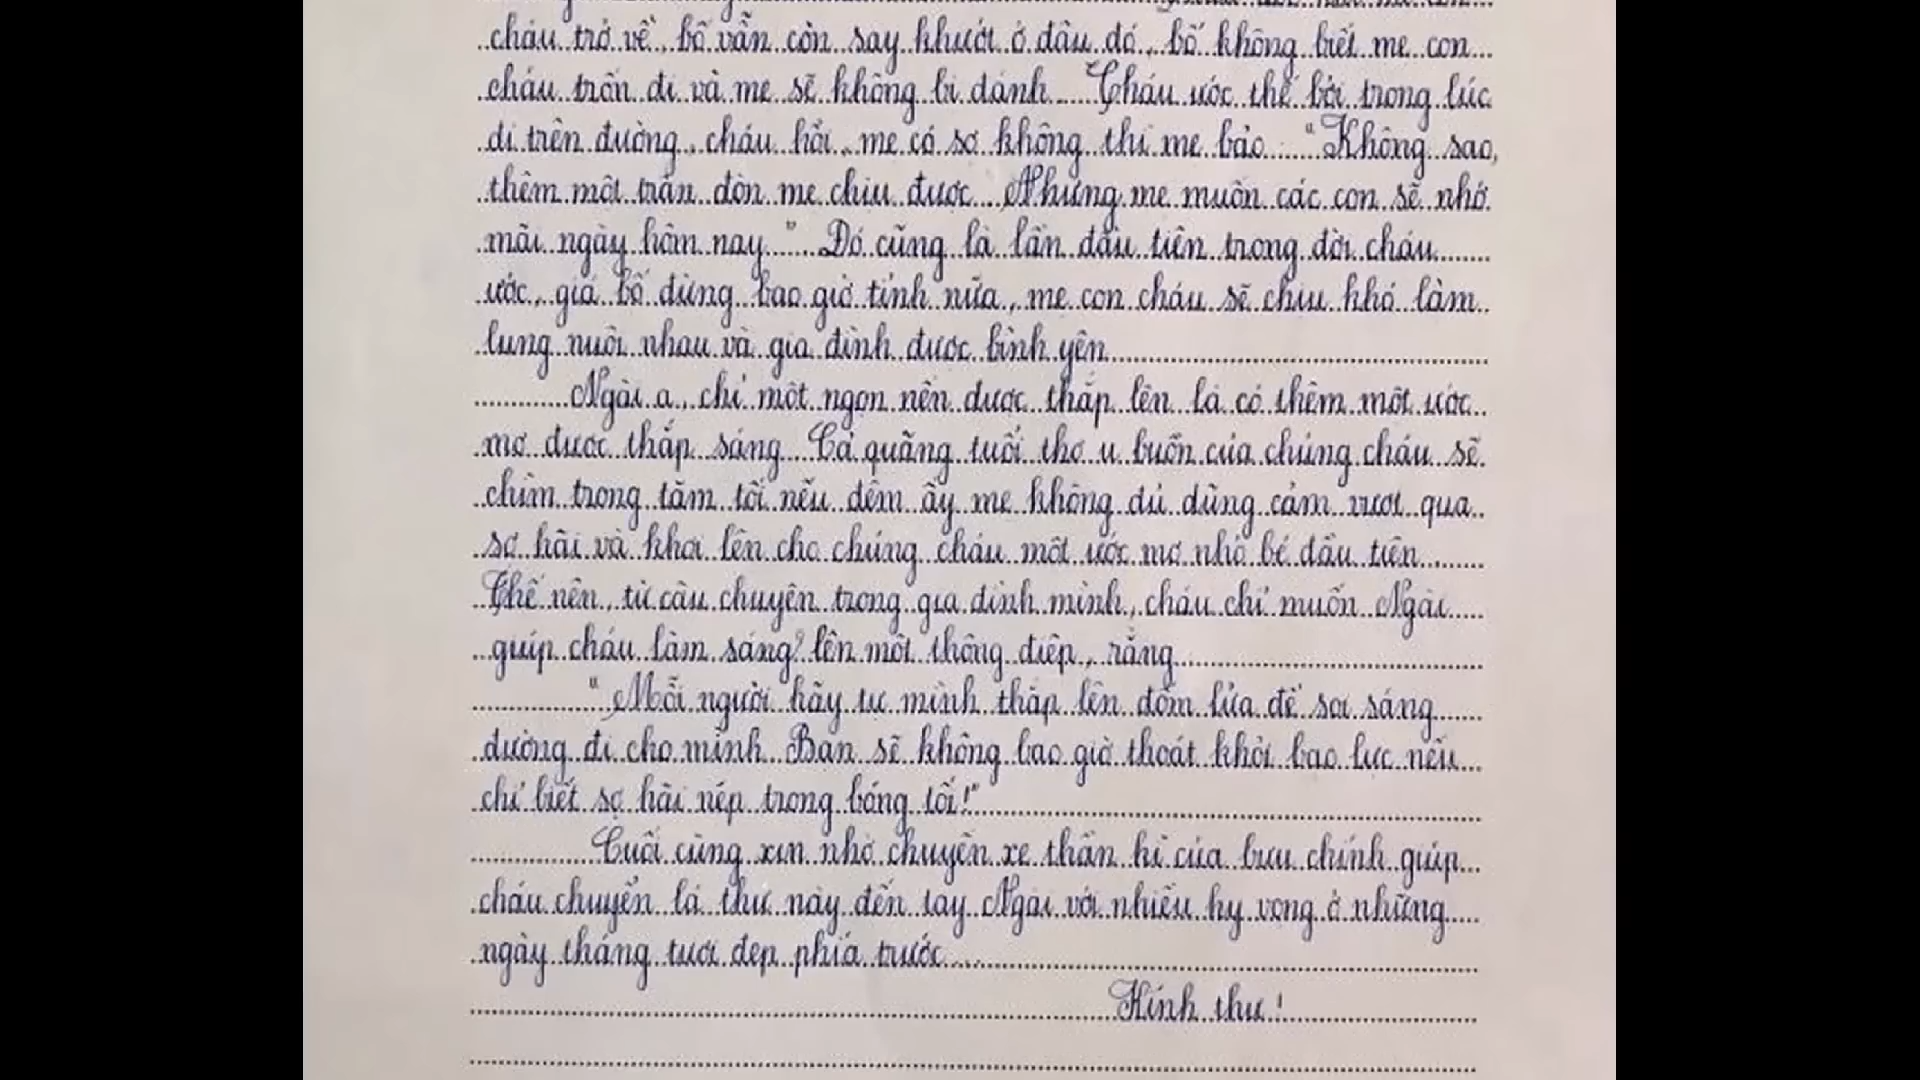 cháu trở về, bố vẫn còn say khướt ở đâu đó, bố không biết mẹ con
cháu trốn đi và mẹ sẽ không bị đánh. Cháu ước thế bởi trong lúc
đi trên đường, cháu hỏi, mẹ có sợ không thì mẹ bảo "Không sao,
thêm một trận đòn mẹ chịu được. Nhưng mẹ muốn các con sẽ nhớ
mãi ngày hôm nay". Đó cũng là lần đầu tiên trong đời cháu
ước, giá bố đừng bao giờ tỉnh nữa, mẹ con cháu sẽ chịu khó làm
lụng nuôi nhau và gia đình được bình yên
Ngài ạ, chỉ một ngọn nến được thắp lên là có thêm một ước
mơ được thắp sáng. Cả quãng tuổi thơ u buồn của chúng cháu sẽ
chìm trong tăm tối nếu đêm ấy mẹ không đủ dũng cảm vượt qua
sợ hãi và khơi lên cho chúng cháu một ước mơ nhỏ bé đầu tiên
Thế nên, từ câu chuyện trong gia đình mình, cháu chỉ muốn Ngài
giúp cháu làm sáng lên một thông điệp, rằng
"Mỗi người hãy tự mình thắp lên đốm lửa để soi sáng
đường đi cho mình. Bạn sẽ không bao giờ thoát khỏi bạo lực nếu
chỉ biết sợ hãi nép trong bóng tối!"
Cuối cùng xin nhờ chuyến xe thần kì của bưu chính giúp
cháu chuyển lá thư này đến tay Ngài với nhiều hy vọng ở những
ngày tháng tươi đẹp phía trước...
Kính thư!